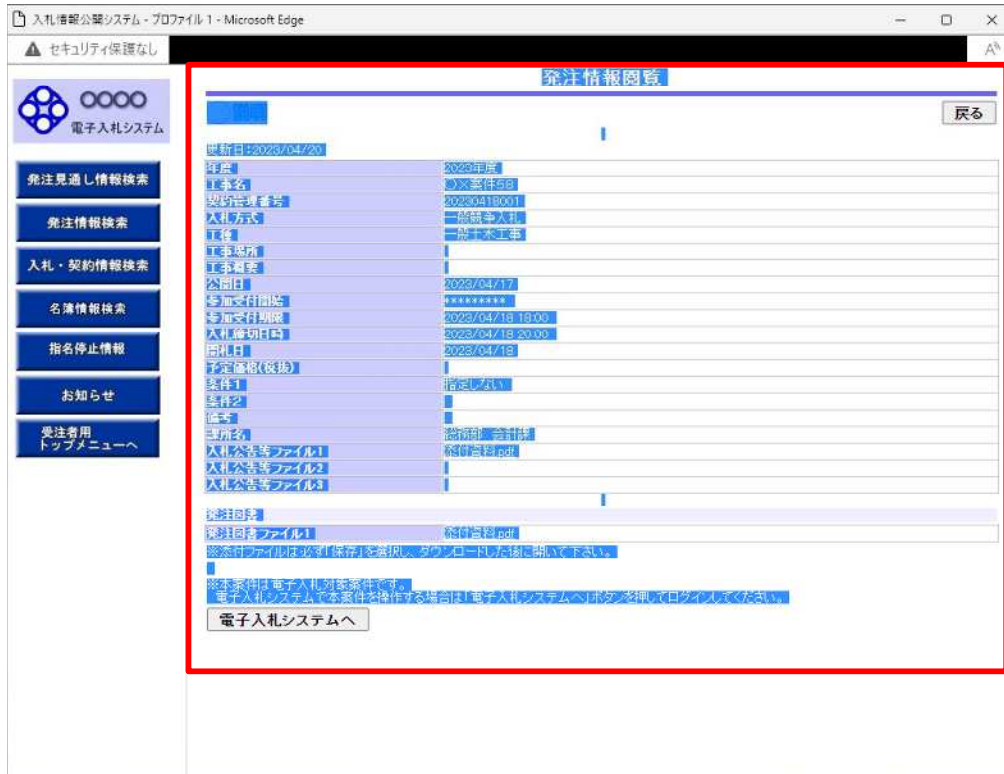 入札情報公開システム - プロファイル 1 - Microsoft Edge
セキュリティ保護なし
発注情報閲覧
○○○○
電子入札システム
戻る
更新日:2023/04/20
発注見通し情報検索
発注情報検索
入札・契約情報検索
名簿情報検索
指名停止情報
お知らせ
受注者用
トップメニューへ
年度 2023年度
工事名 ○×案件58
契約管理番号 20230418001
入札方式 一般競争入札
工種 一般土木工事
工事場所
工事概要
公開日 2023/04/17
参加受付開始 *********
参加受付期限 2023/04/18 18:00
入札締切日時 2023/04/18 20:00
開札日 2023/04/18
予定価格(税抜)
条件1 指定しない
条件2
備考
課所名 総務部 会計課
入札公告等ファイル1 添付資料.pdf
入札公告等ファイル2
入札公告等ファイル3
発注図書
発注図書ファイル1 添付資料.pdf
※添付ファイルは必ず「保存」を選択し、ダウンロードした後に開いて下さい。
※本案件は電子入札対象案件です。
電子入札システムで本案件を操作する場合は「電子入札システムへ」ボタンを押してログインしてください。
電子入札システムへ